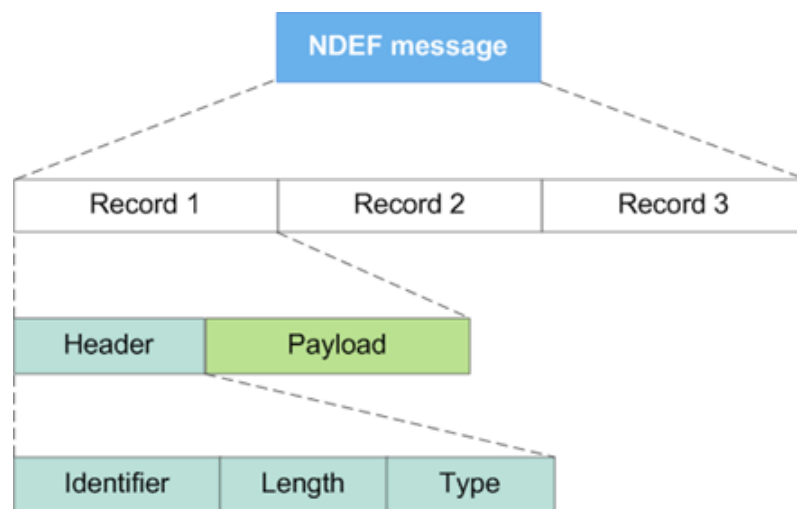 NDEF message
Record 1
Record 2
Record 3
Header
Payload
Identifier
Length
Type